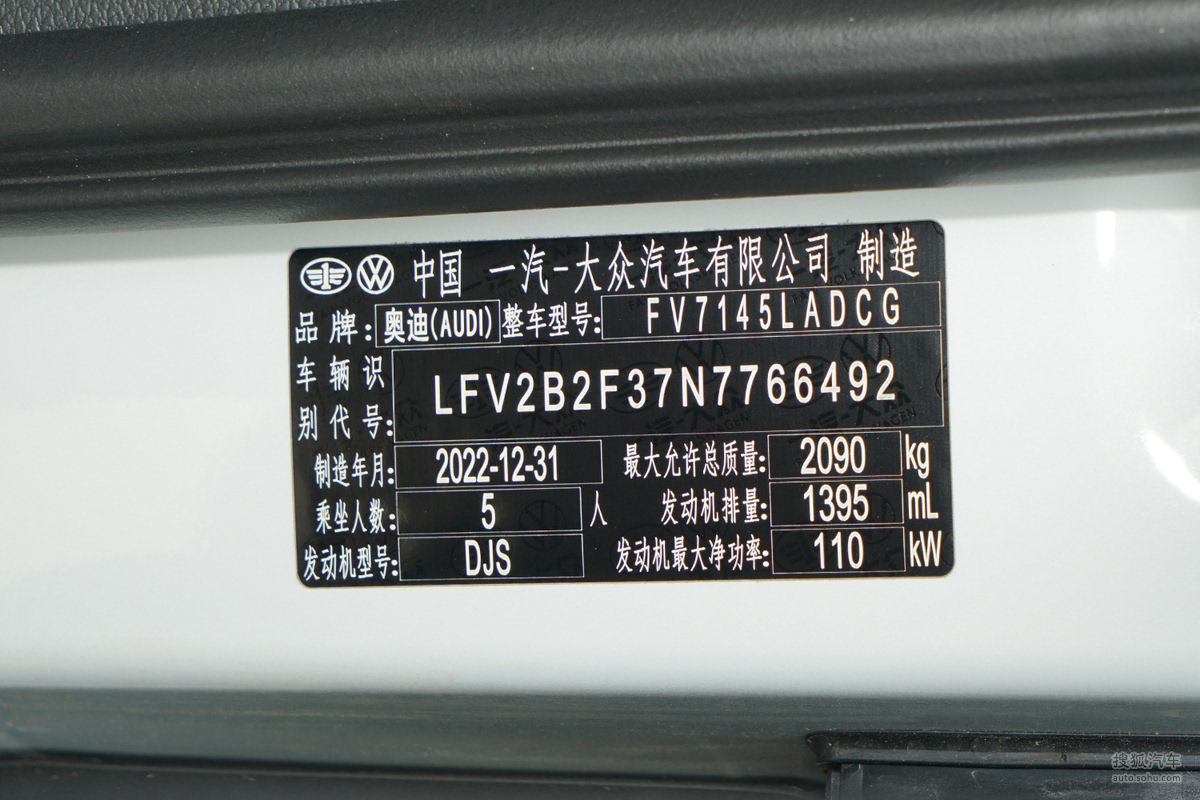 中国 一汽-大众汽车有限公司 制造
品牌: 奥迪(AUDI) 整车型号: FV7145LADCG
车辆识别代号: LFV2B2F37N7766492
制造年月: 2022-12-31 最大允许总质量: 2090 kg
乘坐人数: 5 人 发动机排量: 1395 mL
发动机型号: DJS 发动机最大净功率: 110 kW
搜狐汽车
auto.sohu.com